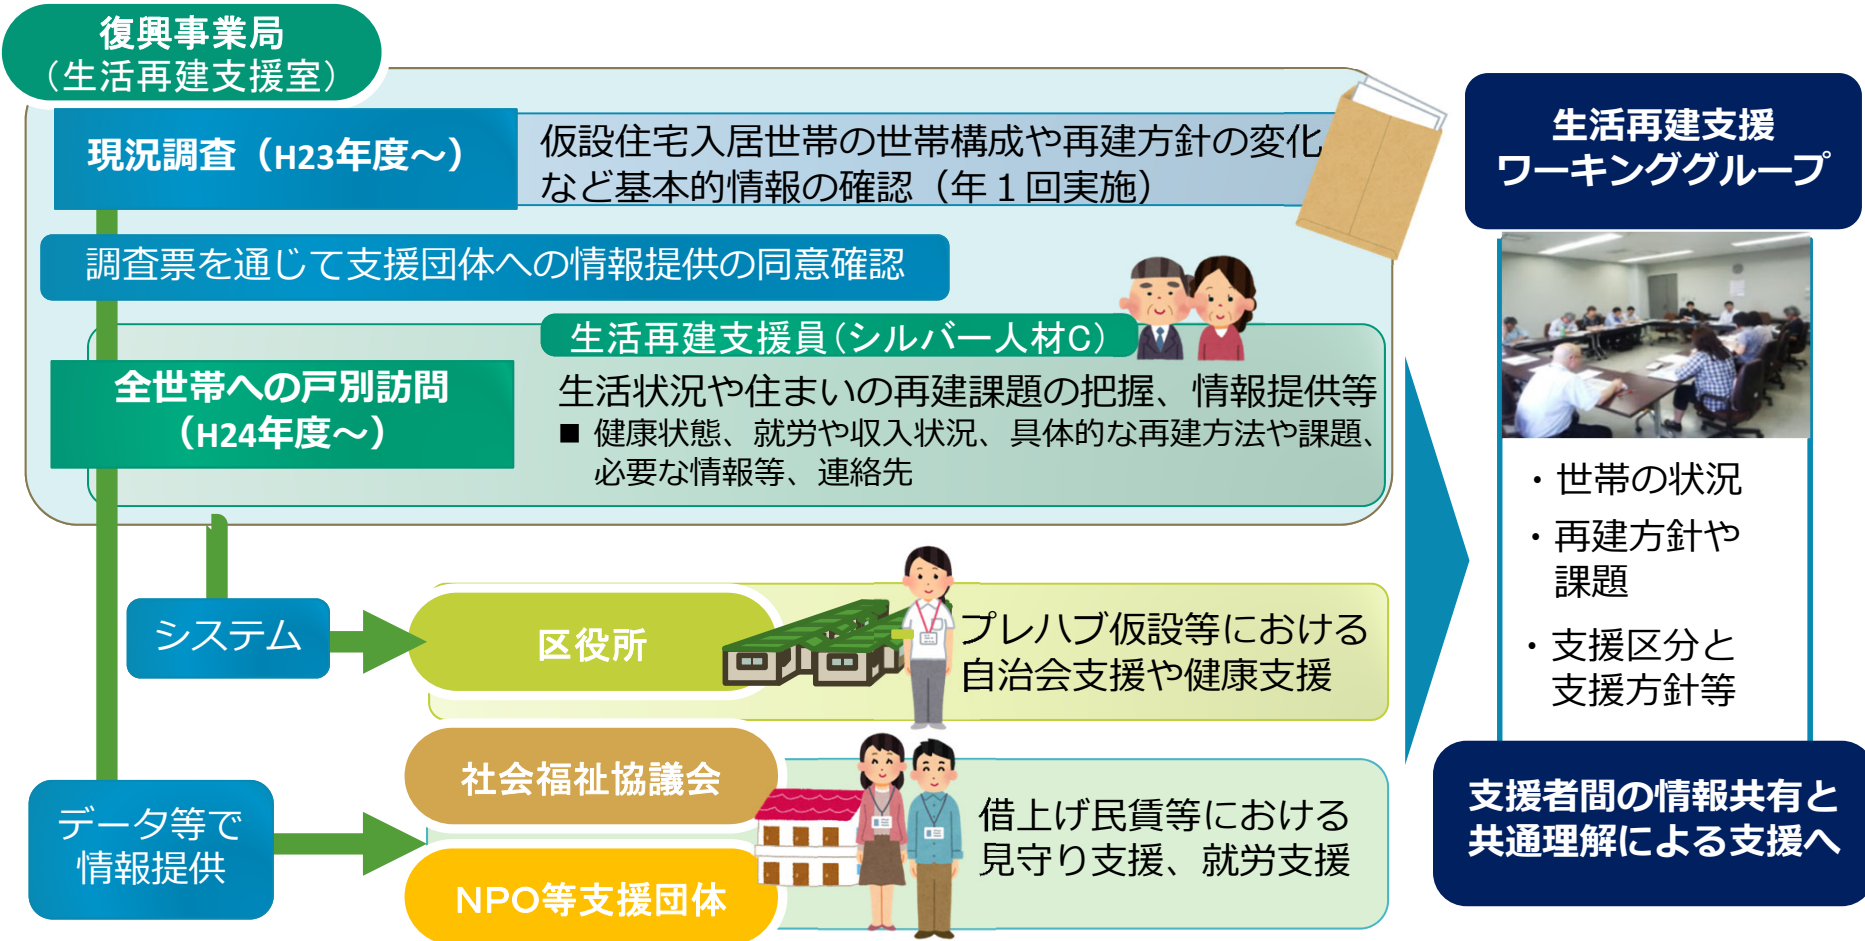 復興事業局
（生活再建支援室）
現況調査（H23年度～）
仮設住宅入居世帯の世帯構成や再建方針の変化
など基本的情報の確認（年１回実施）
調査票を通じて支援団体への情報提供の同意確認
生活再建支援員（シルバー人材C）
全世帯への戸別訪問
（H24年度～）
生活状況や住まいの再建課題の把握、情報提供等
■ 健康状態、就労や収入状況、具体的な再建方法や課題、
必要な情報等、連絡先
システム
区役所
プレハブ仮設等における
自治会支援や健康支援
データ等で
情報提供
社会福祉協議会
NPO等支援団体
借上げ民賃等における
見守り支援、就労支援
生活再建支援
ワーキンググループ
・世帯の状況
・再建方針や
課題
・支援区分と
支援方針等
支援者間の情報共有と
共通理解による支援へ